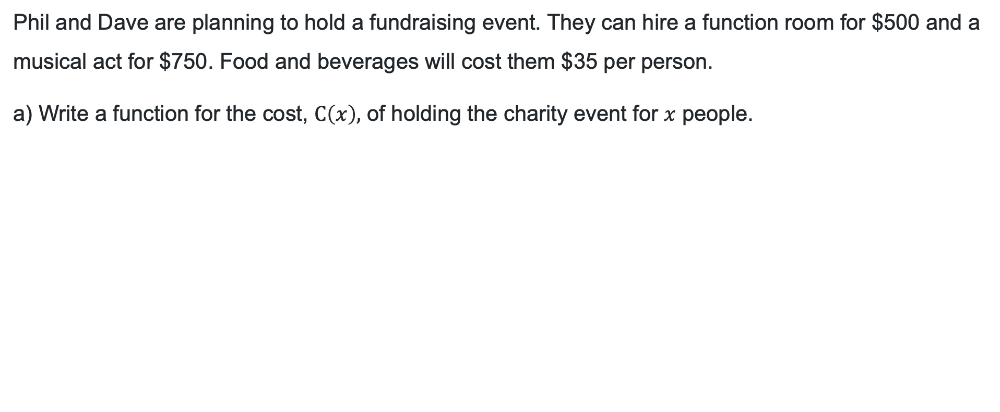 Phil and Dave are planning to hold a fundraising event. They can hire a function room for $500 and a
musical act for $750. Food and beverages will cost them $35 per person.
a) Write a function for the cost, C(x), of holding the charity event for x people.